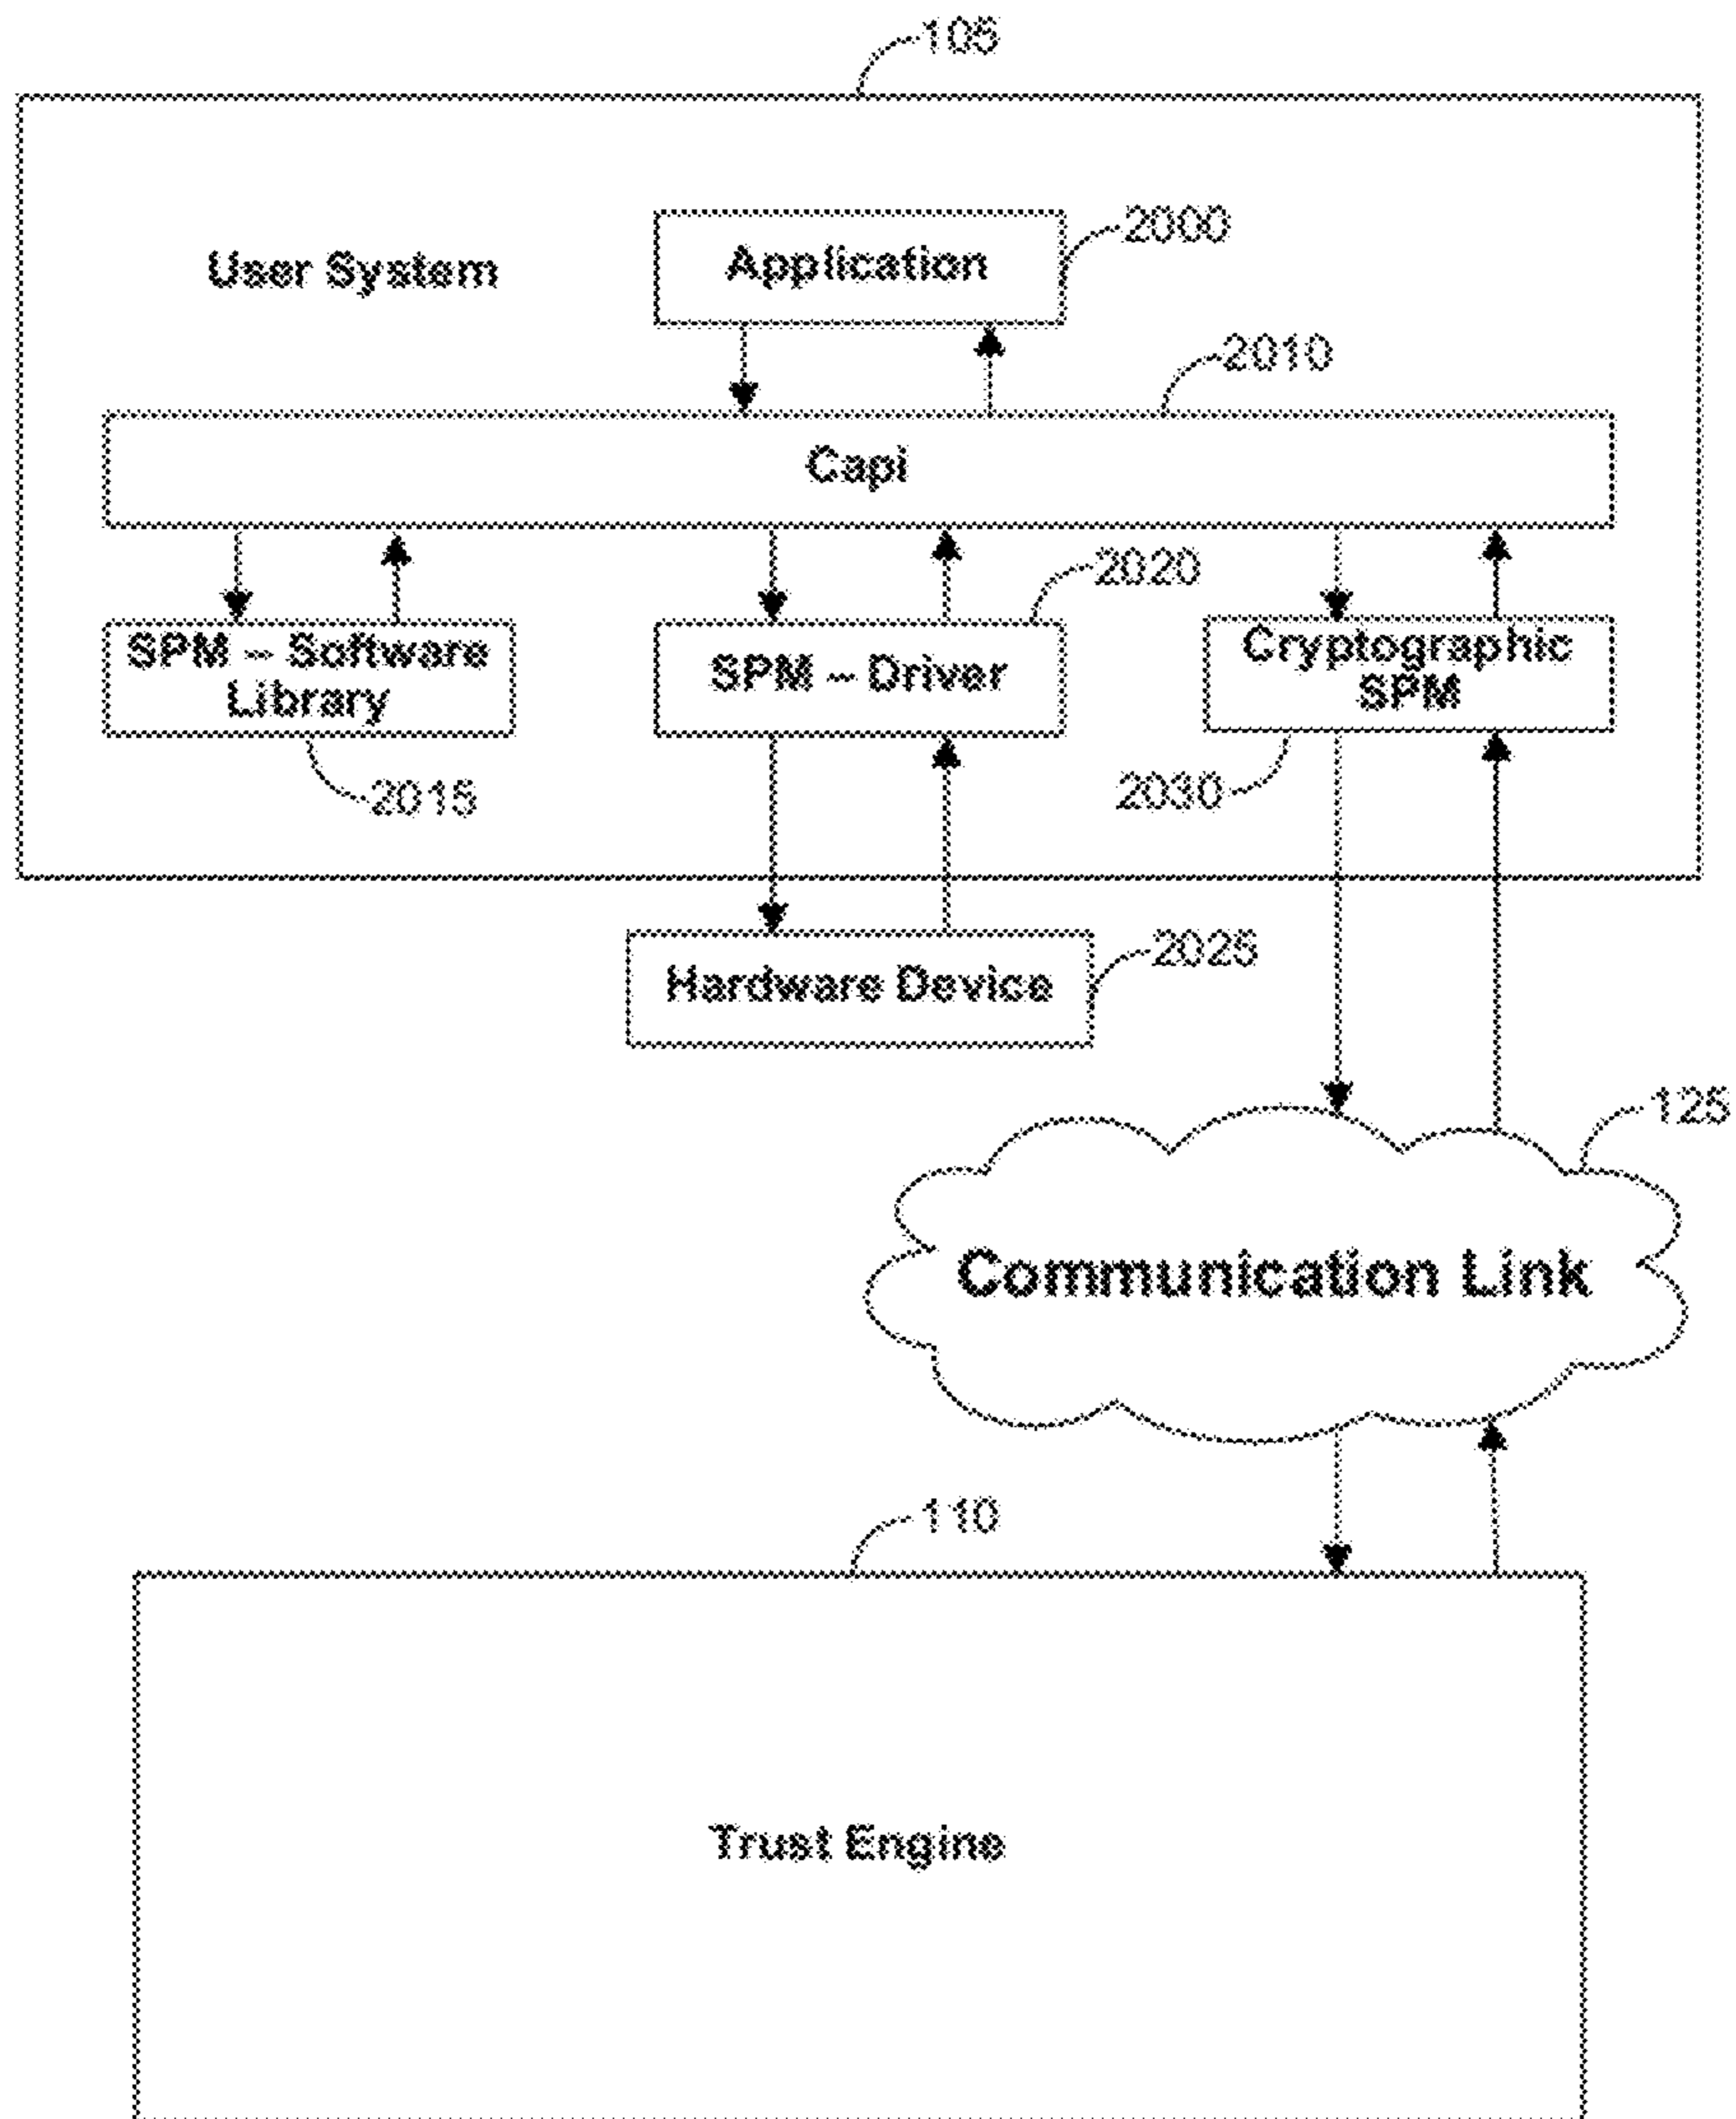 105
User System
Application
2000
2010
Capi
2020
SPM – Software
Library
SPM – Driver
Cryptographic
SPM
2015
2030
Hardware Device
2025
125
Communication Link
110
Trust Engine